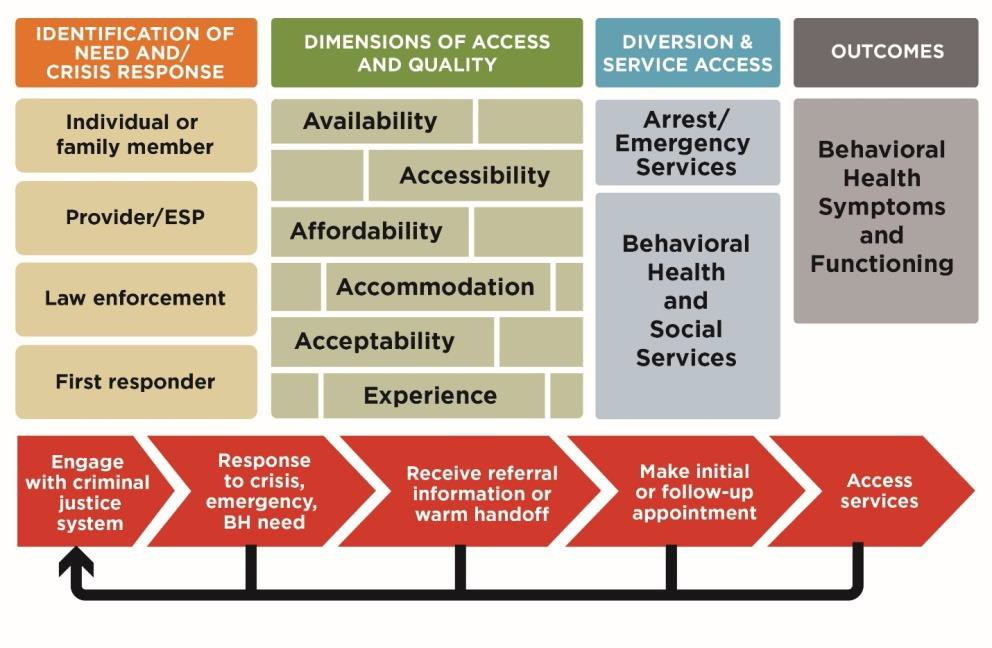 IDENTIFICATION OF
NEED AND/
CRISIS RESPONSE
Individual or
family member
Provider/ESP
Law enforcement
First responder
DIMENSIONS OF ACCESS
AND QUALITY
Availability
Accessibility
Affordability
Accommodation
Acceptability
Experience
DIVERSION &
SERVICE ACCESS
Arrest/
Emergency
Services
Behavioral
Health
and
Social
Services
OUTCOMES
Behavioral
Health
Symptoms
and
Functioning
Engage
with criminal
justice
system
Response
to crisis,
emergency,
BH need
Receive referral
information or
warm handoff
Make initial
or follow-up
appointment
Access
services